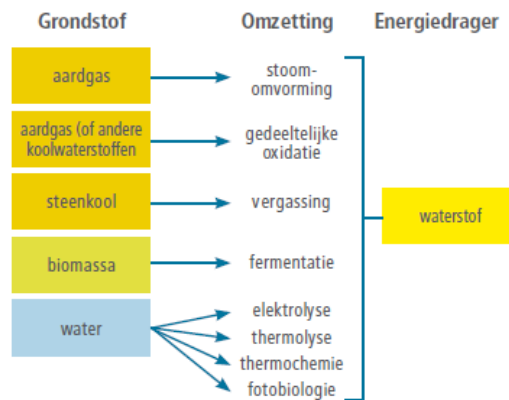 Grondstof Omzetting Energiedrager
aardgas
stoom-
omvorming
aardgas (of andere
koolwaterstoffen
gedeeltelijke
oxidatie
steenkool
vergassing
waterstof
biomassa
fermentatie
water
elektrolyse
thermolyse
thermochemie
fotobiologie